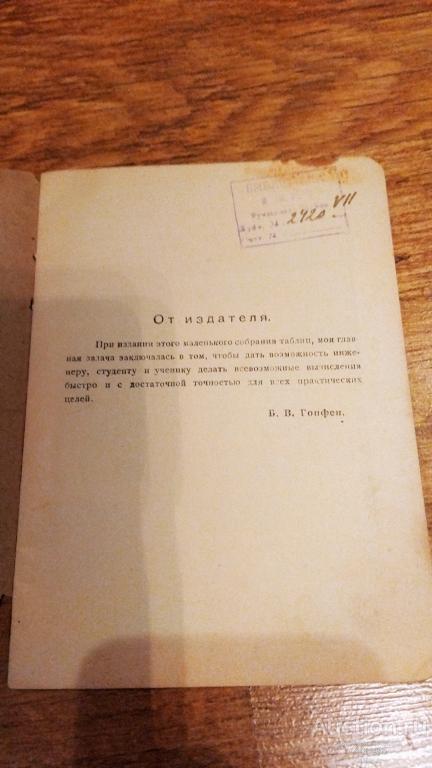 2420 VII
От издателя.
При издании этого маленького собрания таблиц, моя глав-
ная задача заключалась в том, чтобы дать возможность инже-
неру, студенту и ученику делать всевозможные вычисления
быстро и с достаточной точностью для всех практических
целей.
Б. В. Гопфен.